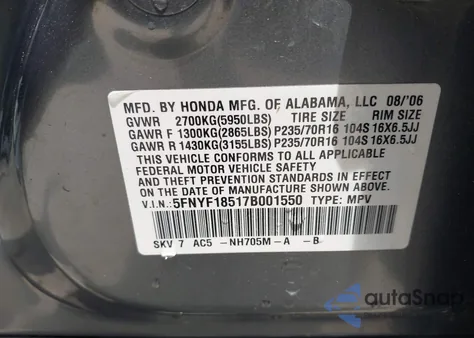 MFD. BY HONDA MFG. OF ALABAMA, LLC 08/'06
GVWR 2700KG(5950LBS) TIRE SIZE RIM SIZE
GAWR F 1300KG(2865LBS) P235/70R16 104S 16X6.5JJ
GAWR R 1430KG(3155LBS) P235/70R16 104S 16X6.5JJ
THIS VEHICLE CONFORMS TO ALL APPLICABLE
FEDERAL MOTOR VEHICLE SAFETY
STANDARDS IN EFFECT ON THE
DATE OF MANUFACTURE SHOWN ABOVE.
V.I.N.: 5FNYF18517B001550 TYPE: MPV
SKV 7 AC5 -NH705M-A -B-
autoSnap